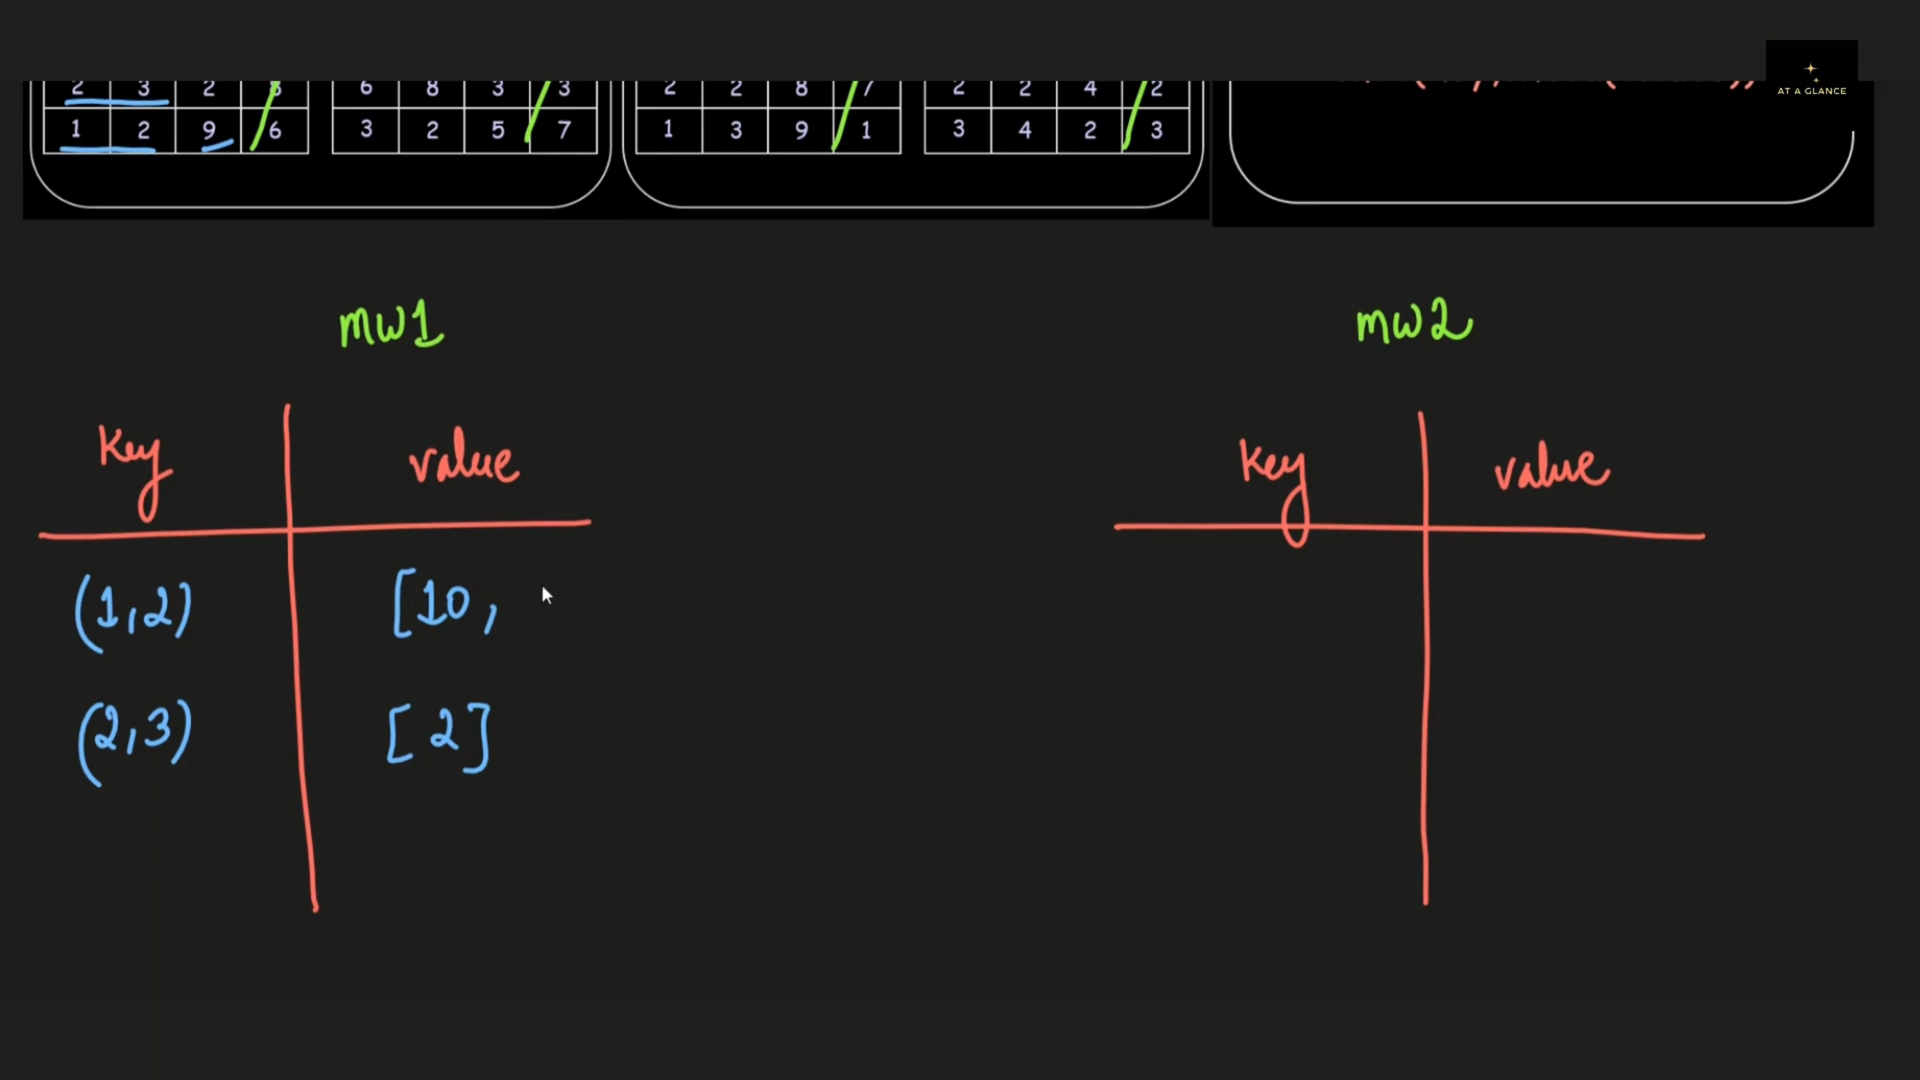 AT A GLANCE
2 3 2 6 8 3 3 2 2 8 7 2 2 4 2
1 2 9 6 3 2 5 7 1 3 9 1 3 4 2 3
mw1 mw2
Key value Key value
(1,2) [10,
(2,3) [2]